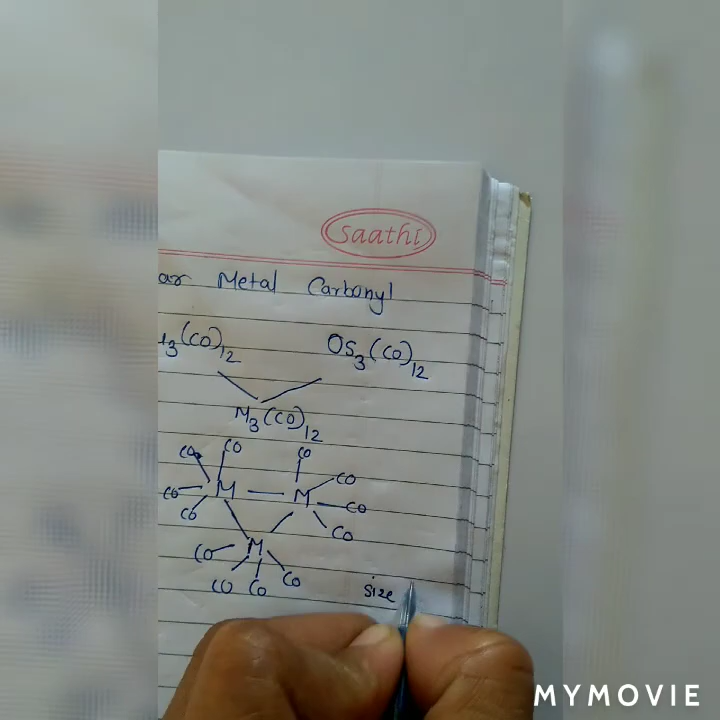 Saathi
ar Metal Carbonyl
3(CO)12 OS3(CO)12
M3(CO)12
CO CO CO
CO M M CO
CO CO
CO
CO M
CO CO CO
size
MYMOVIE